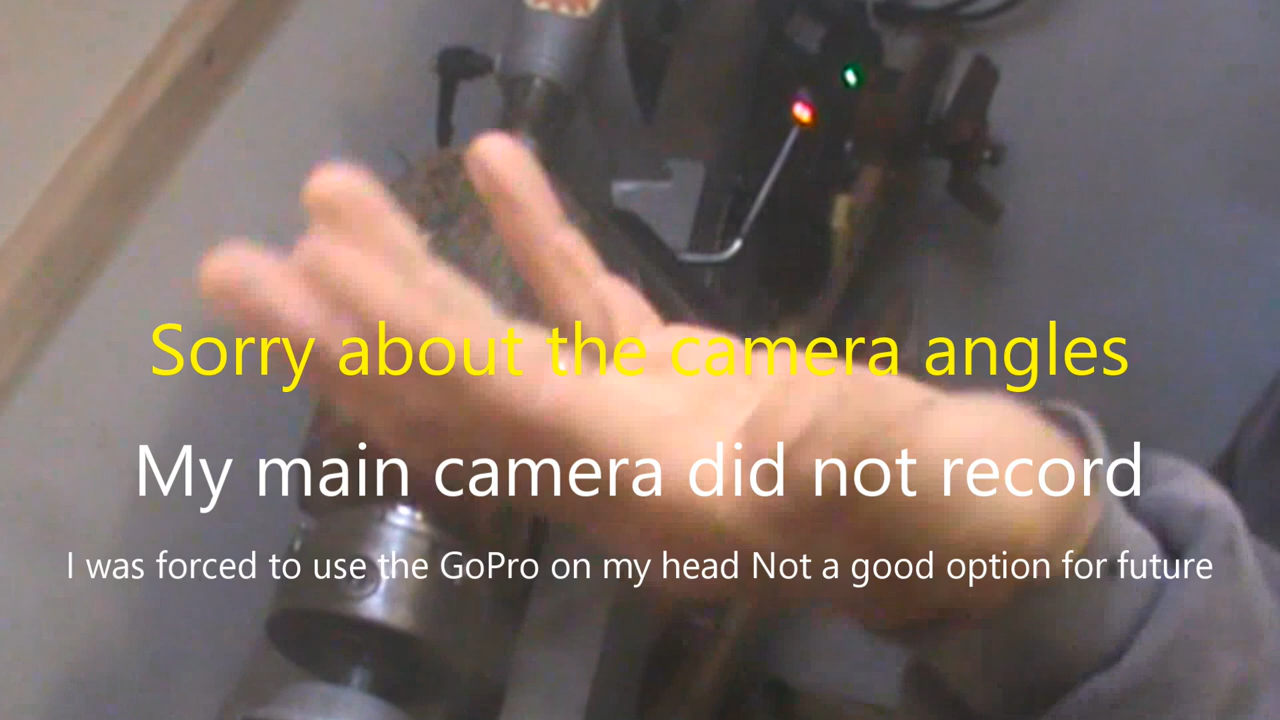 Sorry about the camera angles
My main camera did not record
I was forced to use the GoPro on my head Not a good option for future